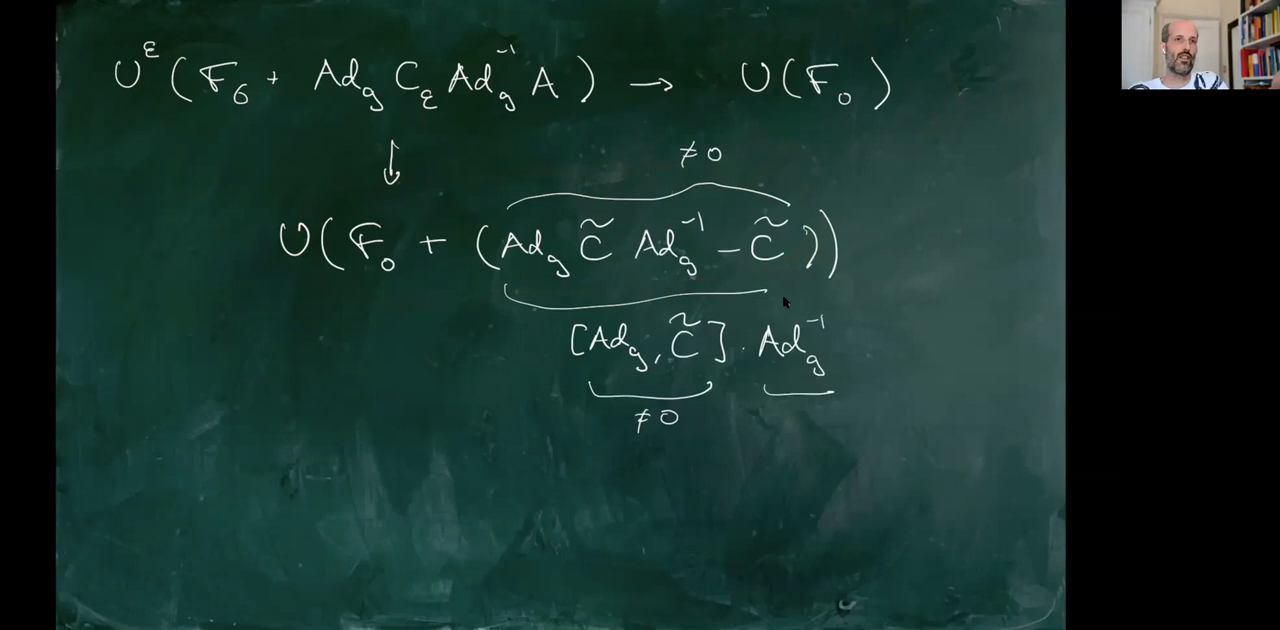 U^ε (F_6 + Ad_g C_ε Ad_g^{-1} A) → U(F_0)
↓
≠ 0
U(F_0 + (Ad_g C̃ Ad_g^{-1} − C̃))
[Ad_g, C̃] · Ad_g^{-1}
≠ 0